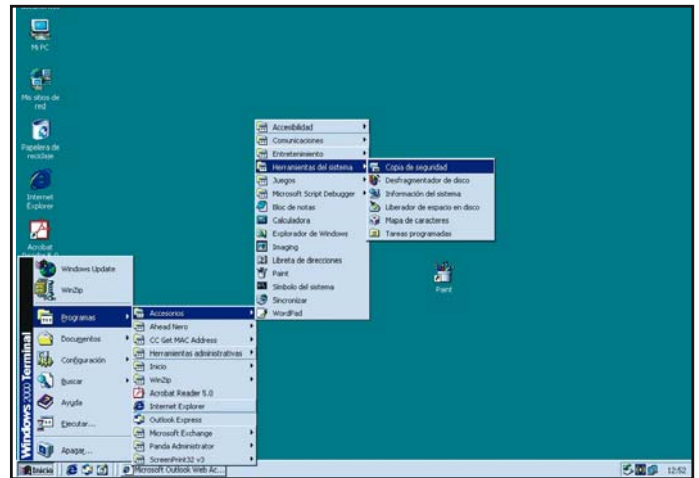 Mi PC
Mis sitios de
red
Papelera de
reciclaje
Internet
Explorer
Acrobat
Reader 5.0
Paint
Windows Update
WinZip
Programas
Documentos
Configuración
Buscar
Ayuda
Ejecutar...
Apagar...
Windows 2000 Terminal
Accesorios
Ahead Nero
CC Get MAC Address
Herramientas administrativas
Inicio
WinZip
Acrobat Reader 5.0
Internet Explorer
Outlook Express
Microsoft Exchange
Panda Administrator
ScreenPrint32 v3
Accesibilidad
Comunicaciones
Entretenimiento
Herramientas del sistema
Juegos
Microsoft Script Debugger
Bloc de notas
Calculadora
Explorador de Windows
Imaging
Libreta de direcciones
Paint
Símbolo del sistema
Sincronizar
WordPad
Copia de seguridad
Desfragmentador de disco
Información del sistema
Liberador de espacio en disco
Mapa de caracteres
Tareas programadas
Inicio
Microsoft Outlook Web Ac...
12:52